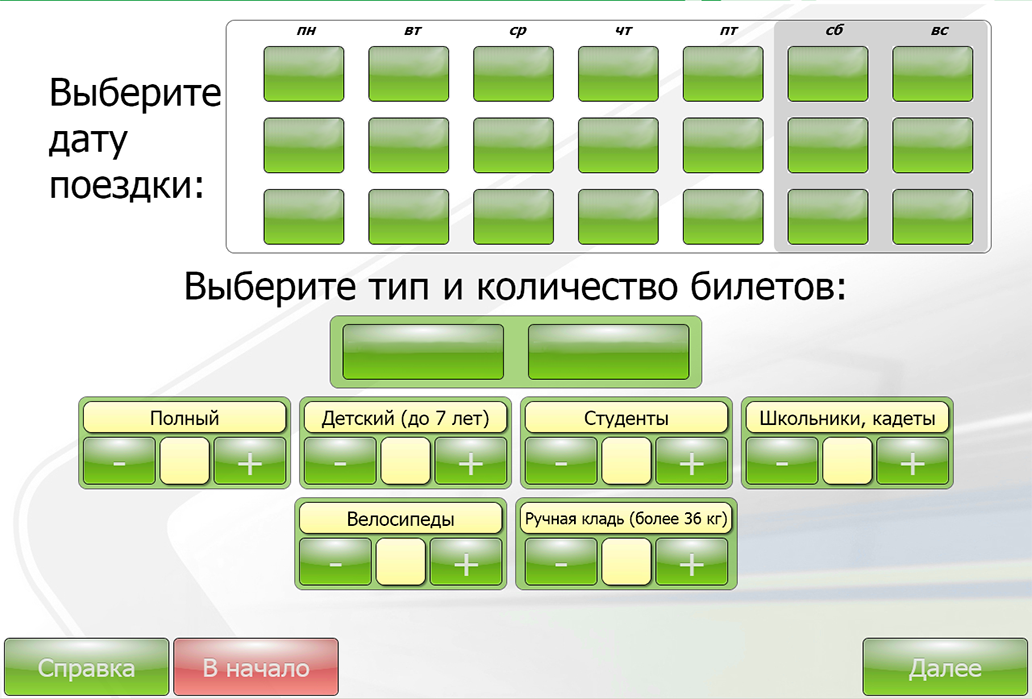 пн вт ср чт пт сб вс
Выберите
дату
поездки:
Выберите тип и количество билетов:
Полный Детский (до 7 лет) Студенты Школьники, кадеты
- + - + - + - +
Велосипеды Ручная кладь (более 36 кг)
- + - +
Справка В начало Далее